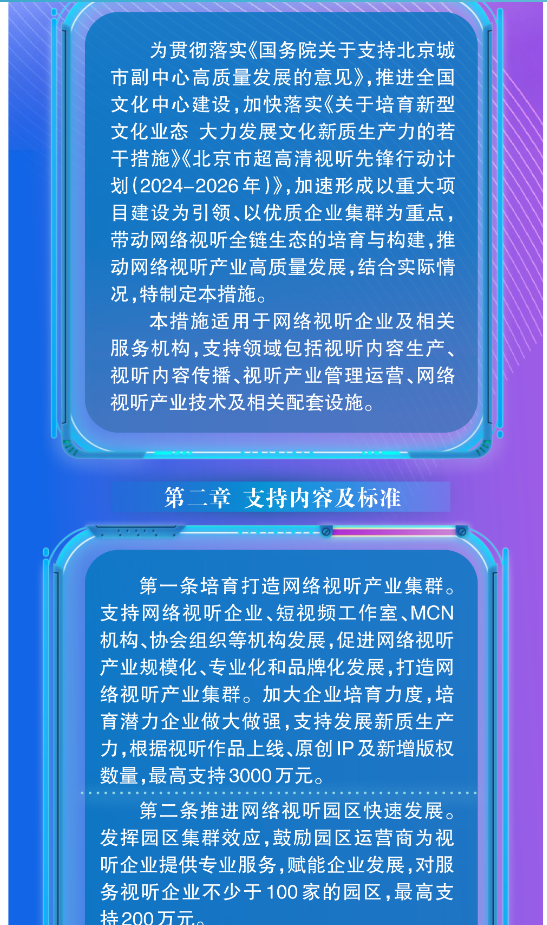 为贯彻落实《国务院关于支持北京城
市副中心高质量发展的意见》，推进全国
文化中心建设，加快落实《关于培育新型
文化业态 大力发展文化新质生产力的若
干措施》《北京市超高清视听先锋行动计
划（2024–2026年）》，加速形成以重大项
目建设为引领、以优质企业集群为重点，
带动网络视听全链生态的培育与构建，推
动网络视听产业高质量发展，结合实际情
况，特制定本措施。
本措施适用于网络视听企业及相关
服务机构，支持领域包括视听内容生产、
视听内容传播、视听产业管理运营、网络
视听产业技术及相关配套设施。
第二章 支持内容及标准
第一条培育打造网络视听产业集群。
支持网络视听企业、短视频工作室、MCN
机构、协会组织等机构发展，促进网络视听
产业规模化、专业化和品牌化发展，打造网
络视听产业集群。加大企业培育力度，培
育潜力企业做大做强，支持发展新质生产
力，根据视听作品上线、原创IP及新增版权
数量，最高支持3000万元。
第二条推进网络视听园区快速发展。
发挥园区集群效应，鼓励园区运营商为视
听企业提供专业服务，赋能企业发展，对服
务视听企业不少于100家的园区，最高支
持200万元。